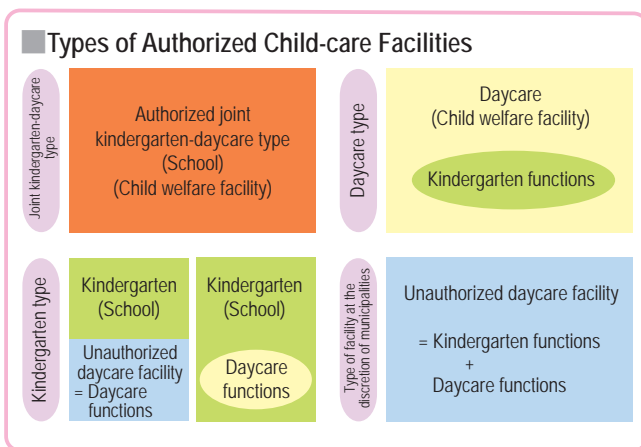 Types of Authorized Child-care Facilities
Joint kindergarten-daycare
type
Authorized joint
kindergarten-daycare type
(School)
(Child welfare facility)
Daycare type
Daycare
(Child welfare facility)
Kindergarten functions
Kindergarten type
Kindergarten
(School)
Unauthorized
daycare facility
= Daycare
functions
Kindergarten
(School)
Daycare
functions
Type of facility at the
discretion of municipalities
Unauthorized daycare facility
= Kindergarten functions
+
Daycare functions